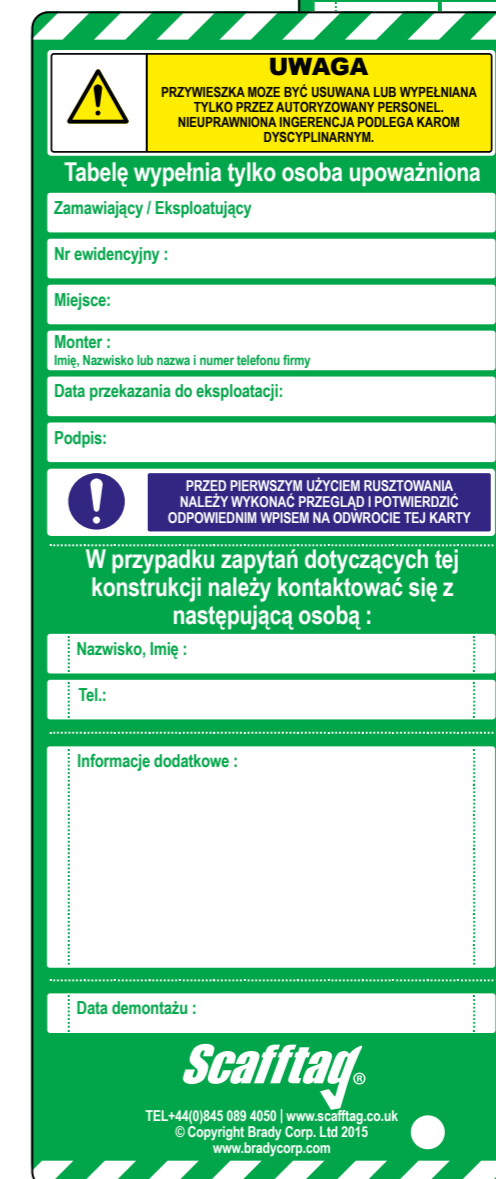 UWAGA
PRZYWIESZKA MOZE BYĆ USUWANA LUB WYPEŁNIANA
TYLKO PRZEZ AUTORYZOWANY PERSONEL.
NIEUPRAWNIONA INGERENCJA PODLEGA KAROM
DYSCYPLINARNYM.
Tabelę wypełnia tylko osoba upoważniona
Zamawiający / Eksploatujący
Nr ewidencyjny :
Miejsce:
Monter :
Imię, Nazwisko lub nazwa i numer telefonu firmy
Data przekazania do eksploatacji:
Podpis:
PRZED PIERWSZYM UŻYCIEM RUSZTOWANIA
NALEŻY WYKONAĆ PRZEGLĄD I POTWIERDZIĆ
ODPOWIEDNIM WPISEM NA ODWROCIE TEJ KARTY
W przypadku zapytań dotyczących tej
konstrukcji należy kontaktować się z
następującą osobą :
Nazwisko, Imię :
Tel.:
Informacje dodatkowe :
Data demontażu :
Scafftag®
TEL+44(0)845 089 4050 | www.scafftag.co.uk
© Copyright Brady Corp. Ltd 2015
www.bradycorp.com